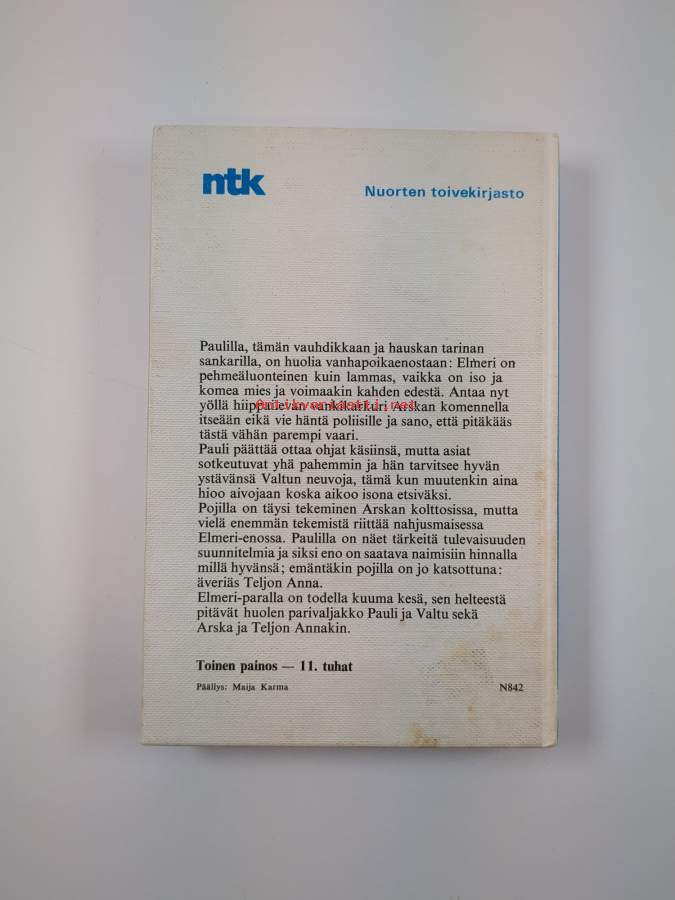 ntk
Nuorten toivekirjasto
Paulilla, tämän vauhdikkaan ja hauskan tarinan
sankarilla, on huolia vanhapoikaenostaan: Elmeri on
pehmeäluonteinen kuin lammas, vaikka on iso ja
komea mies ja voimaakin kahden edestä. Antaa nyt
yöllä hiippailevan vankikarkuri Arskan komennella
Antikvariaatti.net
itseään eikä vie häntä poliisille ja sano, että pitäkääs
tästä vähän parempi vaari.
Pauli päättää ottaa ohjat käsiinsä, mutta asiat
sotkeutuvat yhä pahemmin ja hän tarvitsee hyvän
ystävänsä Valtun neuvoja, tämä kun muutenkin aina
hioo aivojaan koska aikoo isona etsiväksi.
Pojilla on täysi tekeminen Arskan kolttosissa, mutta
vielä enemmän tekemistä riittää nahjusmaisessa
Elmeri-enossa. Paulilla on näet tärkeitä tulevaisuuden
suunnitelmia ja siksi eno on saatava naimisiin hinnalla
millä hyvänsä; emäntäkin pojilla on jo katsottuna:
äveriäs Teljon Anna.
Elmeri-paralla on todella kuuma kesä, sen helteestä
pitävät huolen parivaljakko Pauli ja Valtu sekä
Arska ja Teljon Annakin.
Toinen painos — 11. tuhat
Päällys: Maija Karma
N842